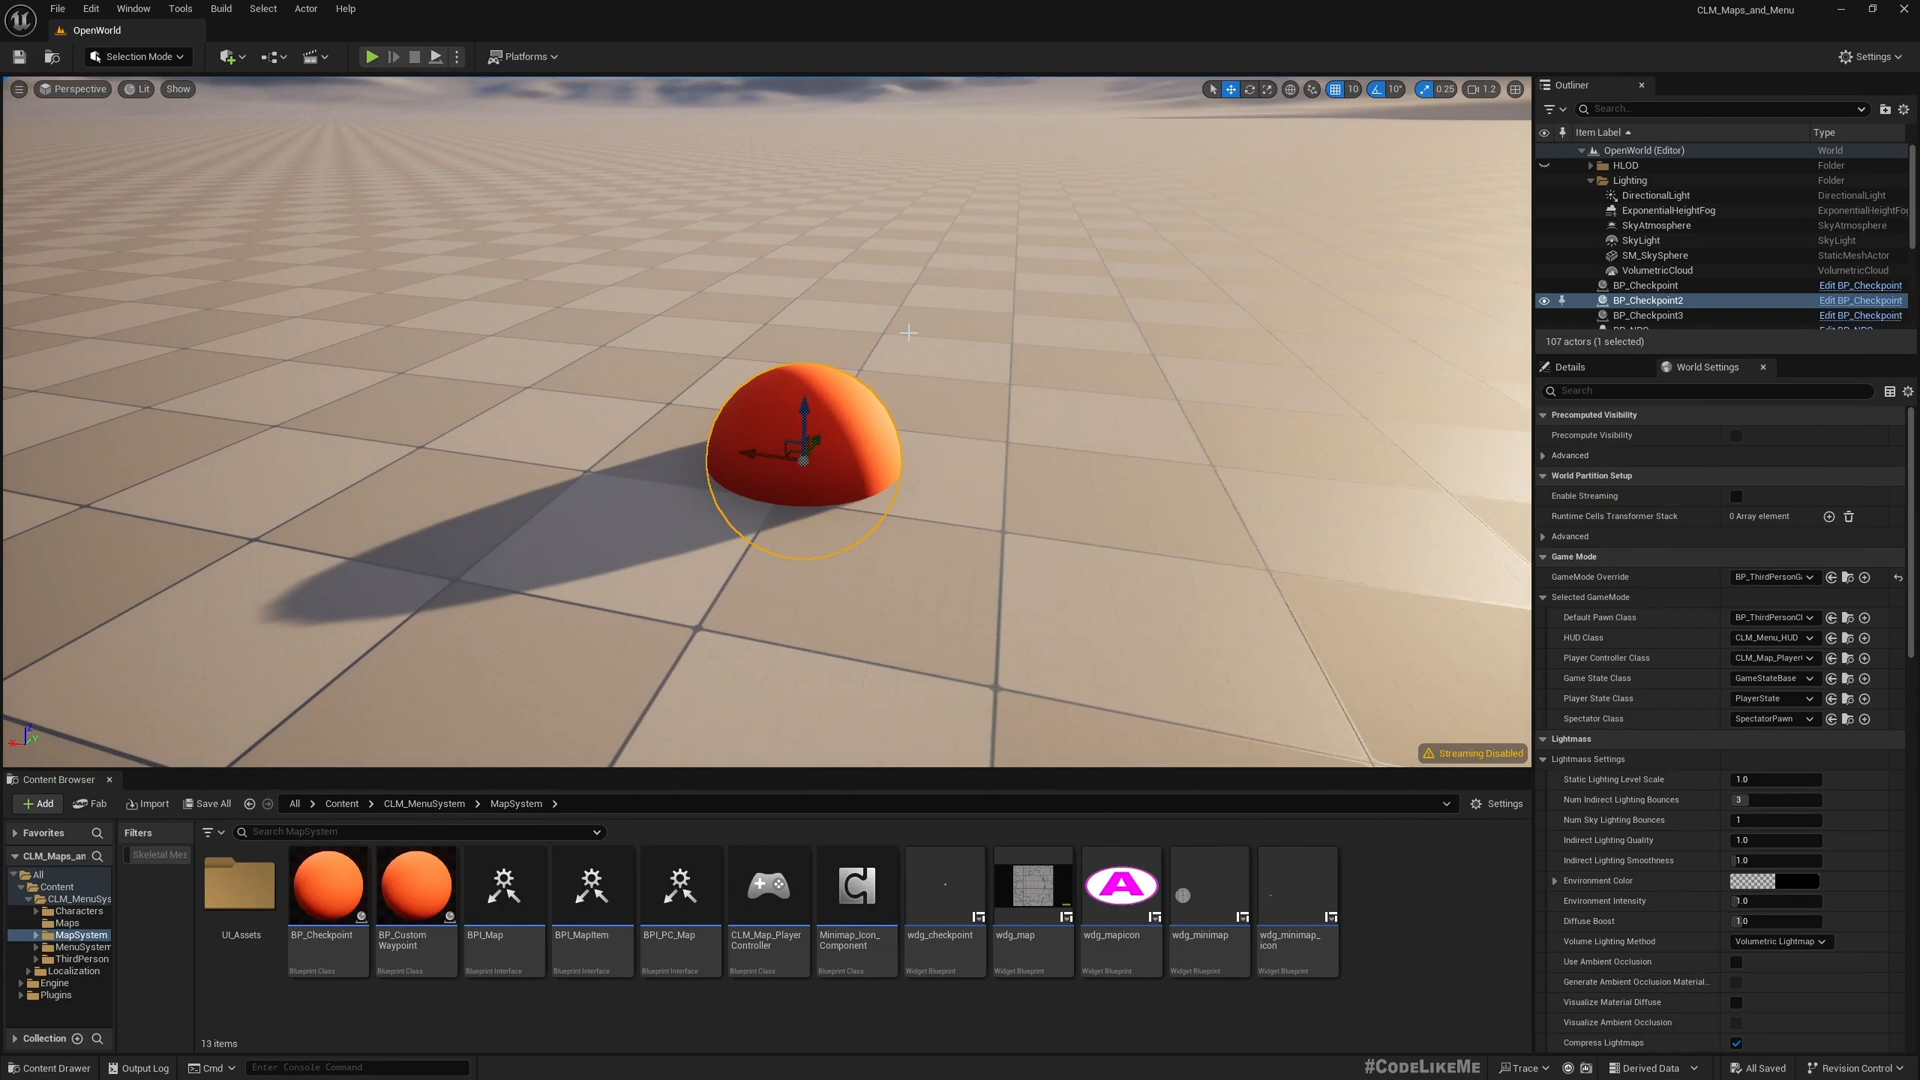 File Edit Window Tools Build Select Actor Help
CLM_Maps_and_Menu
OpenWorld
Selection Mode
Platforms
Settings
Perspective Lit Show
10 10° 0.25 1.2
Streaming Disabled
Outliner
Search...
Item Label Type
OpenWorld (Editor) World
HLOD Folder
Lighting Folder
DirectionalLight DirectionalLight
ExponentialHeightFog ExponentialHeightFog
SkyAtmosphere SkyAtmosphere
SkyLight SkyLight
SM_SkySphere StaticMeshActor
VolumetricCloud VolumetricCloud
BP_Checkpoint Edit BP_Checkpoint
BP_Checkpoint2 Edit BP_Checkpoint
BP_Checkpoint3 Edit BP_Checkpoint
107 actors (1 selected)
Details World Settings
Search
Precomputed Visibility
Precompute Visibility
Advanced
World Partition Setup
Enable Streaming
Runtime Cells Transformer Stack 0 Array element
Advanced
Game Mode
GameMode Override BP_ThirdPersonG
Selected GameMode
Default Pawn Class BP_ThirdPersonCl
HUD Class CLM_Menu_HUD
Player Controller Class CLM_Map_Player
Game State Class GameStateBase
Player State Class PlayerState
Spectator Class SpectatorPawn
Lightmass
Lightmass Settings
Static Lighting Level Scale 1.0
Num Indirect Lighting Bounces 3
Num Sky Lighting Bounces 1
Indirect Lighting Quality 1.0
Indirect Lighting Smoothness 1.0
Environment Color
Environment Intensity 1.0
Diffuse Boost 1.0
Volume Lighting Method Volumetric Lightmap
Use Ambient Occlusion
Generate Ambient Occlusion Material...
Visualize Material Diffuse
Visualize Ambient Occlusion
Compress Lightmaps
Content Browser
Add Fab Import Save All All Content CLM_MenuSystem MapSystem Settings
Favorites
CLM_Maps_an
All
Content
CLM_MenuSys
Characters
Maps
MapSystem
MenuSystem
ThirdPerson
Localization
Engine
Plugins
Collection
Filters
Skeletal Mes
Search MapSystem
UI_Assets
BP_Checkpoint
Blueprint Class
BP_Custom
Waypoint
Blueprint Class
BPI_Map
Blueprint Interface
BPI_MapItem
Blueprint Interface
BPI_PC_Map
Blueprint Interface
CLM_Map_Player
Controller
Blueprint Class
Minimap_Icon_
Component
Blueprint Class
wdg_checkpoint
Widget Blueprint
wdg_map
Widget Blueprint
A
wdg_mapicon
Widget Blueprint
wdg_minimap
Widget Blueprint
wdg_minimap_
icon
Widget Blueprint
13 items
Content Drawer Output Log Cmd Enter Console Command
#CODELIKEME
Trace Derived Data All Saved Revision Control